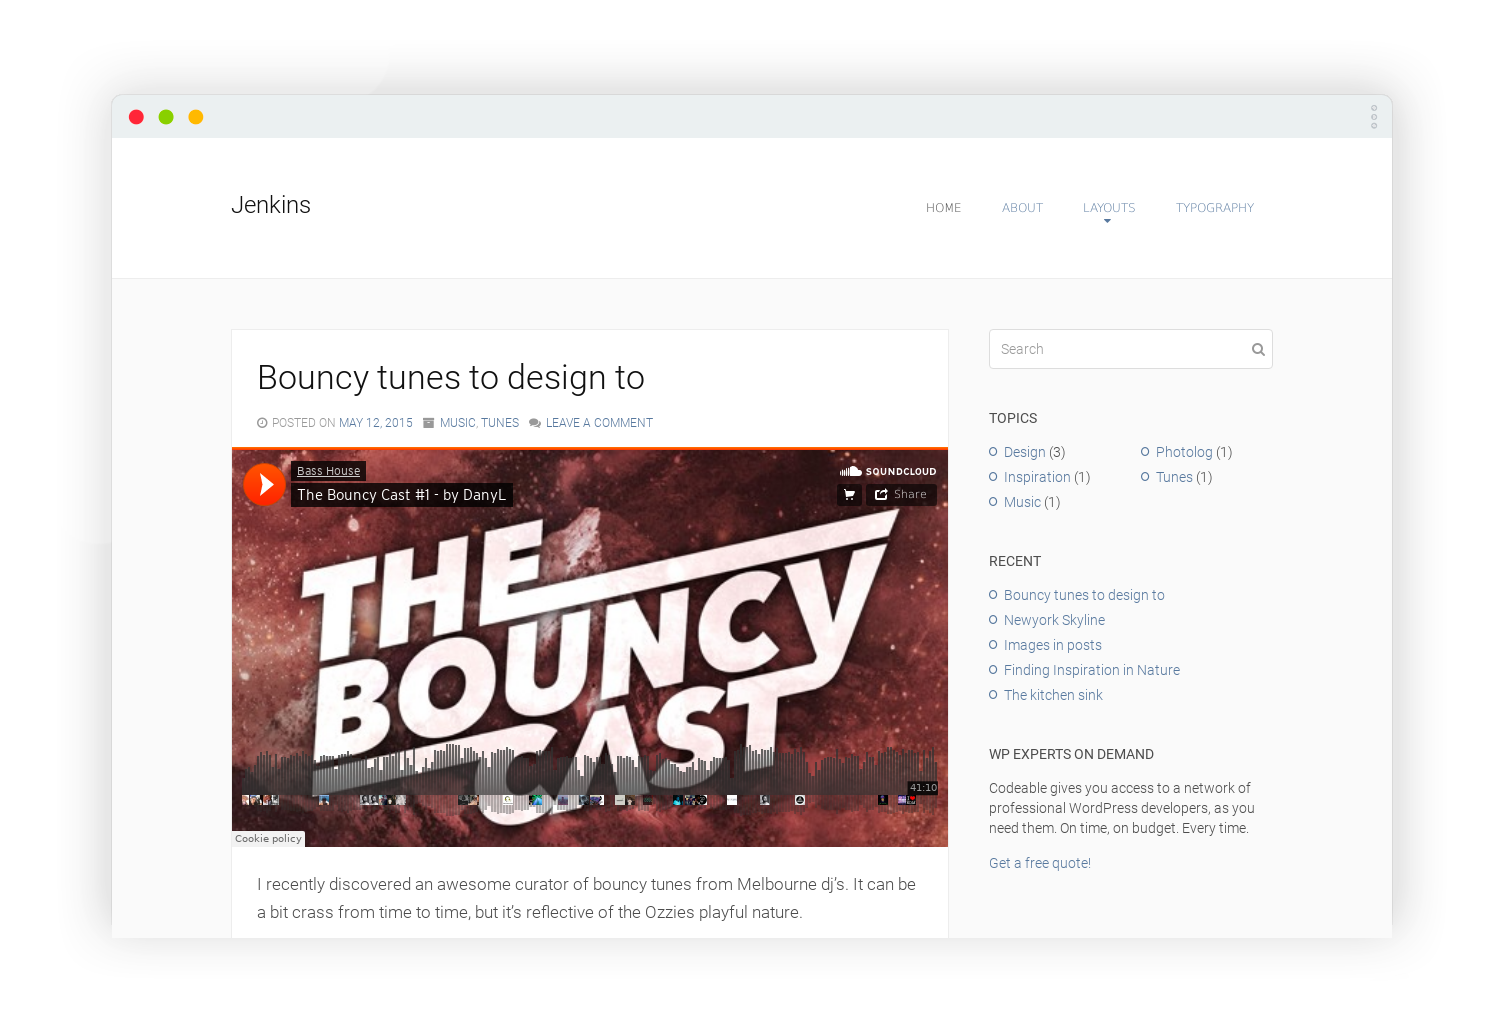 Jenkins
HOME ABOUT LAYOUTS TYPOGRAPHY
Bouncy tunes to design to
POSTED ON MAY 12, 2015 MUSIC, TUNES LEAVE A COMMENT
Bass House
The Bouncy Cast #1 - by DanyL
SOUNDCLOUD
Share
THE
BOUNCY
CAST
41:10
Cookie policy
I recently discovered an awesome curator of bouncy tunes from Melbourne dj’s. It can be
a bit crass from time to time, but it’s reflective of the Ozzies playful nature.
Search
TOPICS
Design (3)
Inspiration (1)
Music (1)
Photolog (1)
Tunes (1)
RECENT
Bouncy tunes to design to
Newyork Skyline
Images in posts
Finding Inspiration in Nature
The kitchen sink
WP EXPERTS ON DEMAND
Codeable gives you access to a network of
professional WordPress developers, as you
need them. On time, on budget. Every time.
Get a free quote!